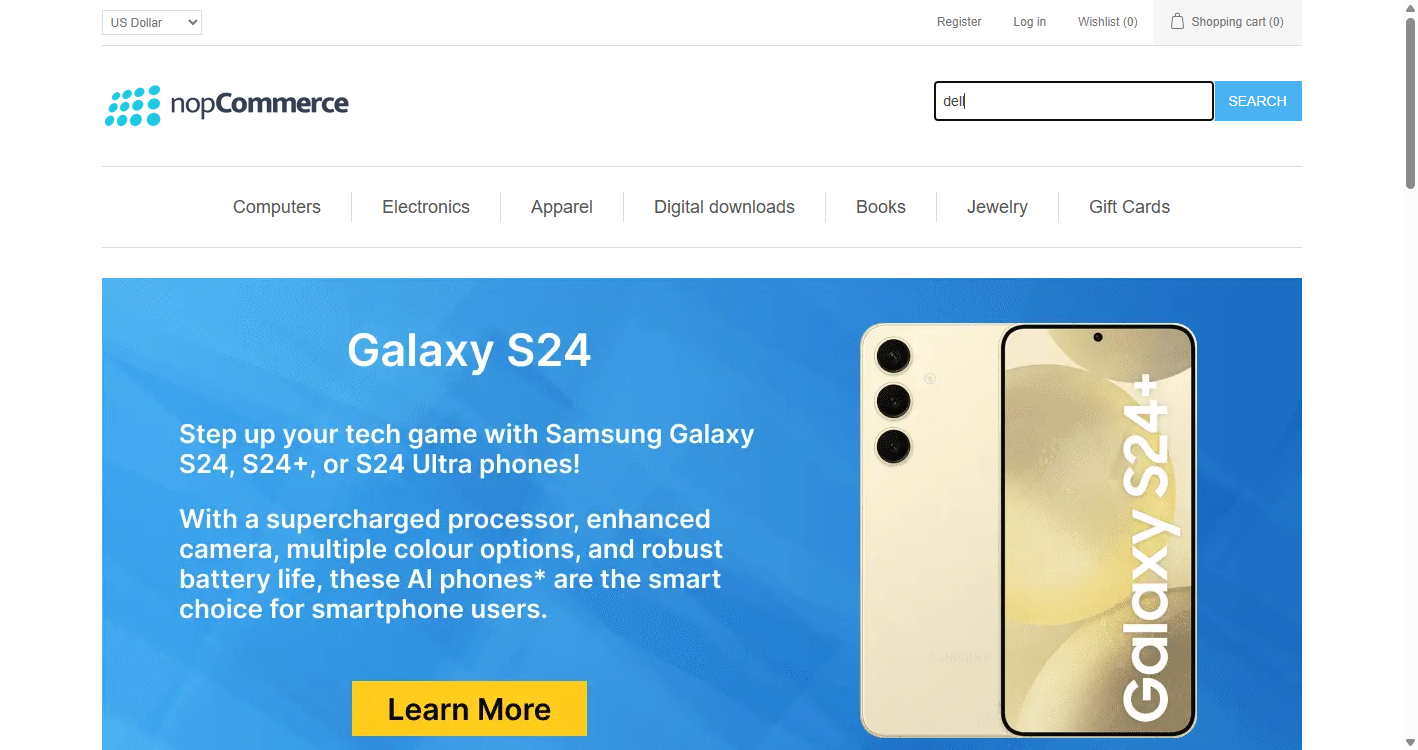 US Dollar
Register
Log in
Wishlist (0)
Shopping cart (0)
nopCommerce
dell
SEARCH
Computers
Electronics
Apparel
Digital downloads
Books
Jewelry
Gift Cards
Galaxy S24
Step up your tech game with Samsung Galaxy
S24, S24+, or S24 Ultra phones!
With a supercharged processor, enhanced
camera, multiple colour options, and robust
battery life, these AI phones* are the smart
choice for smartphone users.
Learn More
Galaxy S24+